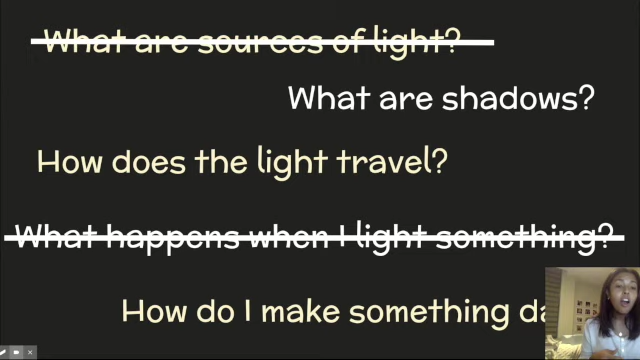 What are sources of light?
What are shadows?
How does the light travel?
What happens when I light something?
How do I make something